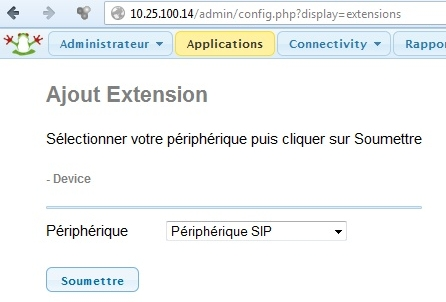 10.25.100.14/admin/config.php?display=extensions
Administrateur Applications Connectivity Rappo
Ajout Extension
Sélectionner votre périphérique puis cliquer sur Soumettre
- Device
Périphérique Périphérique SIP
Soumettre